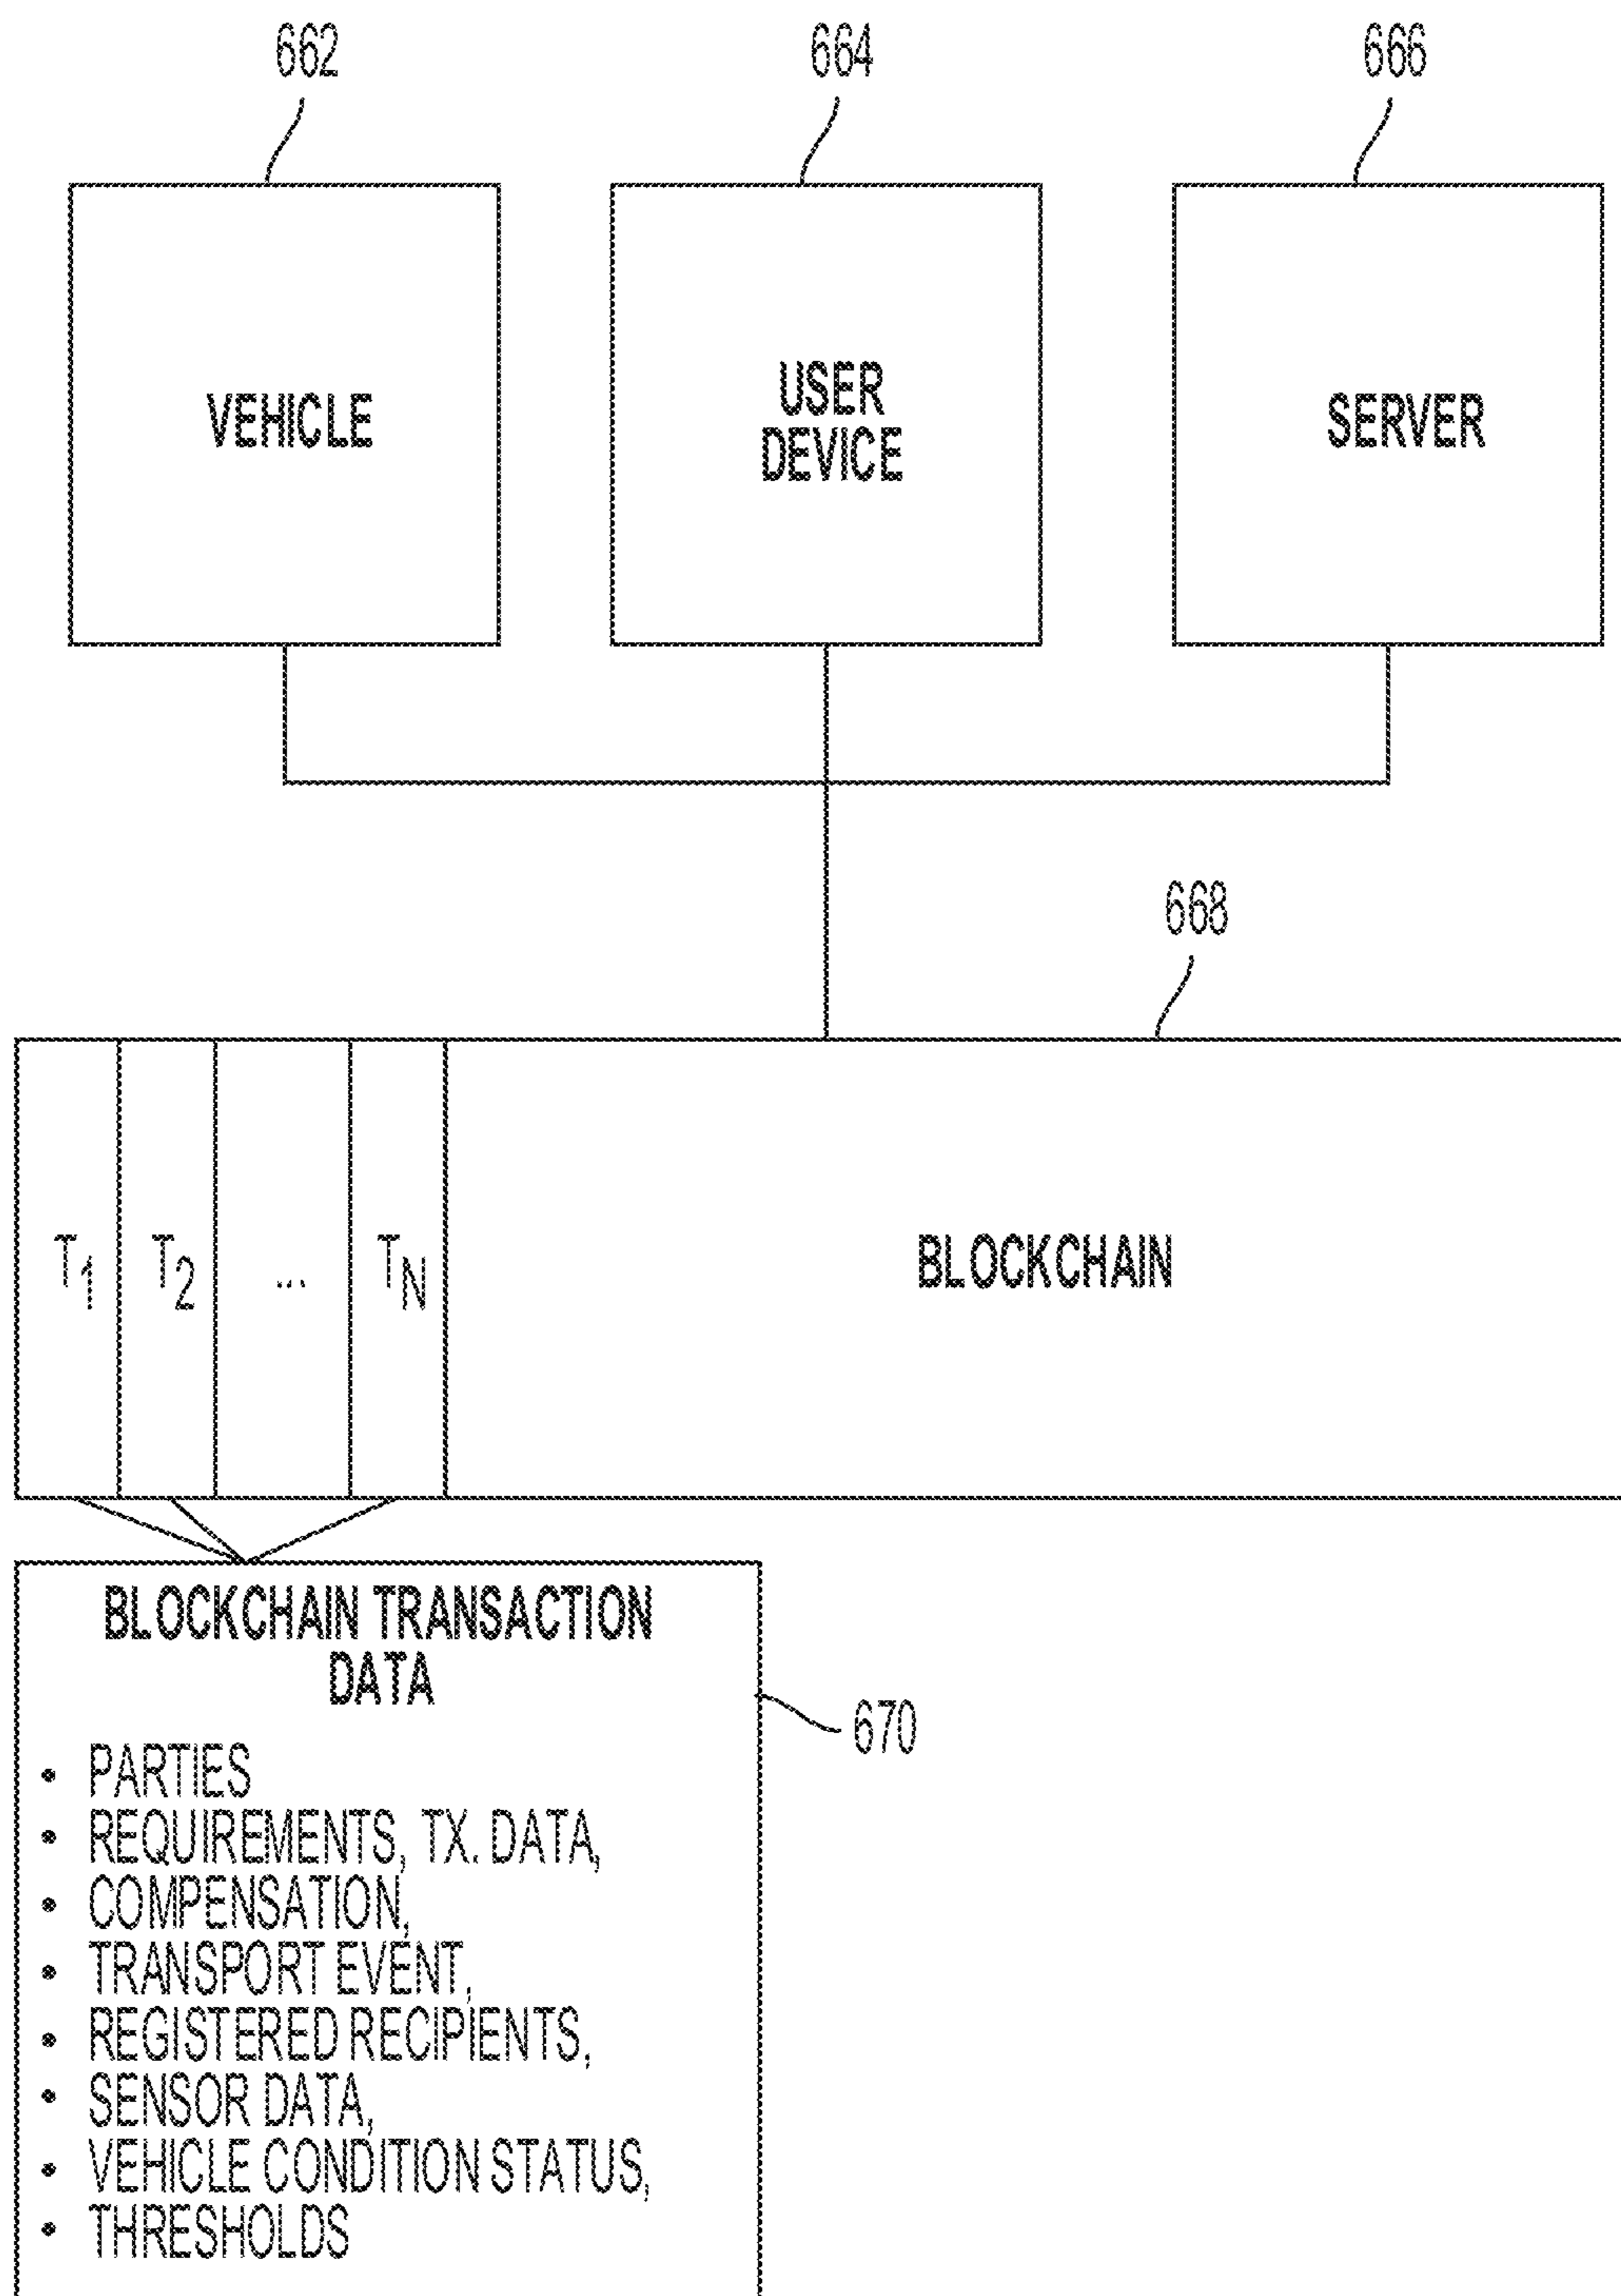 662
664
666
VEHICLE
USER
DEVICE
SERVER
668
T1
T2
...
TN
BLOCKCHAIN
BLOCKCHAIN TRANSACTION
DATA
670
• PARTIES
• REQUIREMENTS, TX. DATA,
• COMPENSATION,
• TRANSPORT EVENT,
• REGISTERED RECIPIENTS,
• SENSOR DATA,
• VEHICLE CONDITION STATUS,
• THRESHOLDS